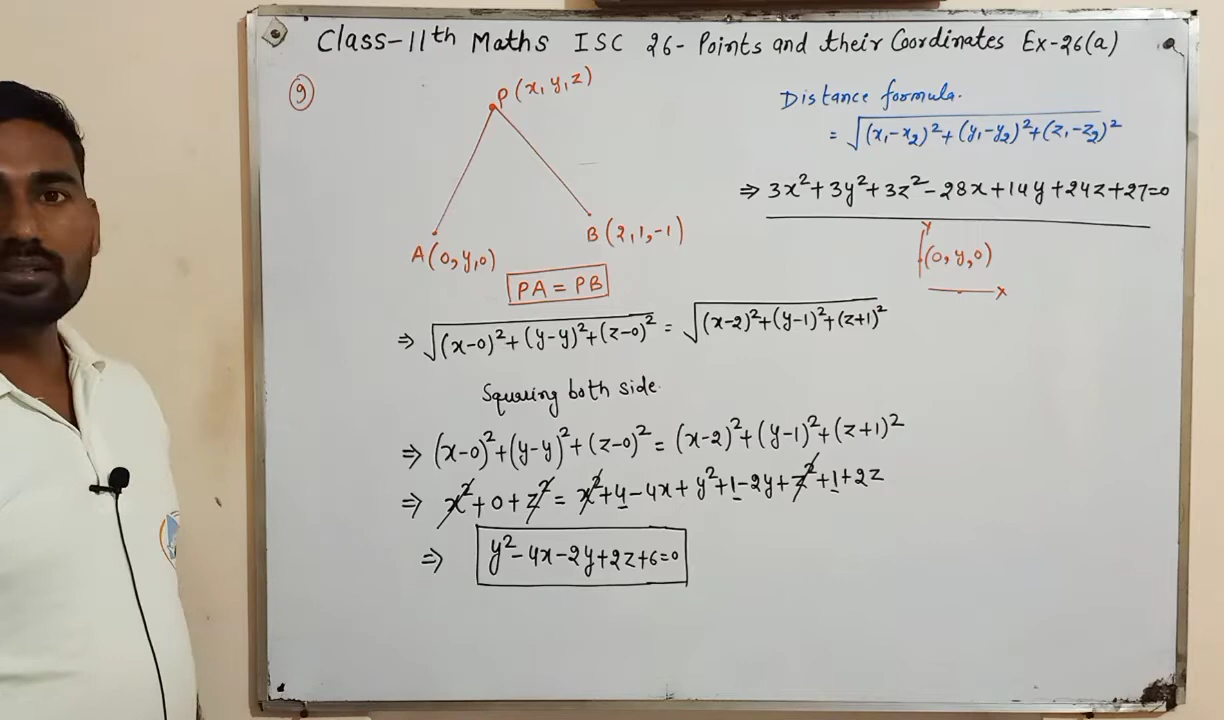 Class-11th Maths ISC 26- Points and their Coordinates Ex-26(a)
9
P(x, y, z)
A(0, y, 0)
B(2, 1, -1)
PA = PB
Distance formula.
= √(x₁-x₂)²+(y₁-y₂)²+(z₁-z₂)²
⇒ 3x²+3y²+3z²-28x+14y+24z+27=0
Y
(0, y, 0)
X
⇒ √(x-0)²+(y-y)²+(z-0)² = √(x-2)²+(y-1)²+(z+1)²
Squaring both side.
⇒ (x-0)²+(y-y)²+(z-0)² = (x-2)²+(y-1)²+(z+1)²
⇒ x²+0+z² = x²+4-4x+y²+1-2y+z²+1+2z
⇒ y²-4x-2y+2z+6=0